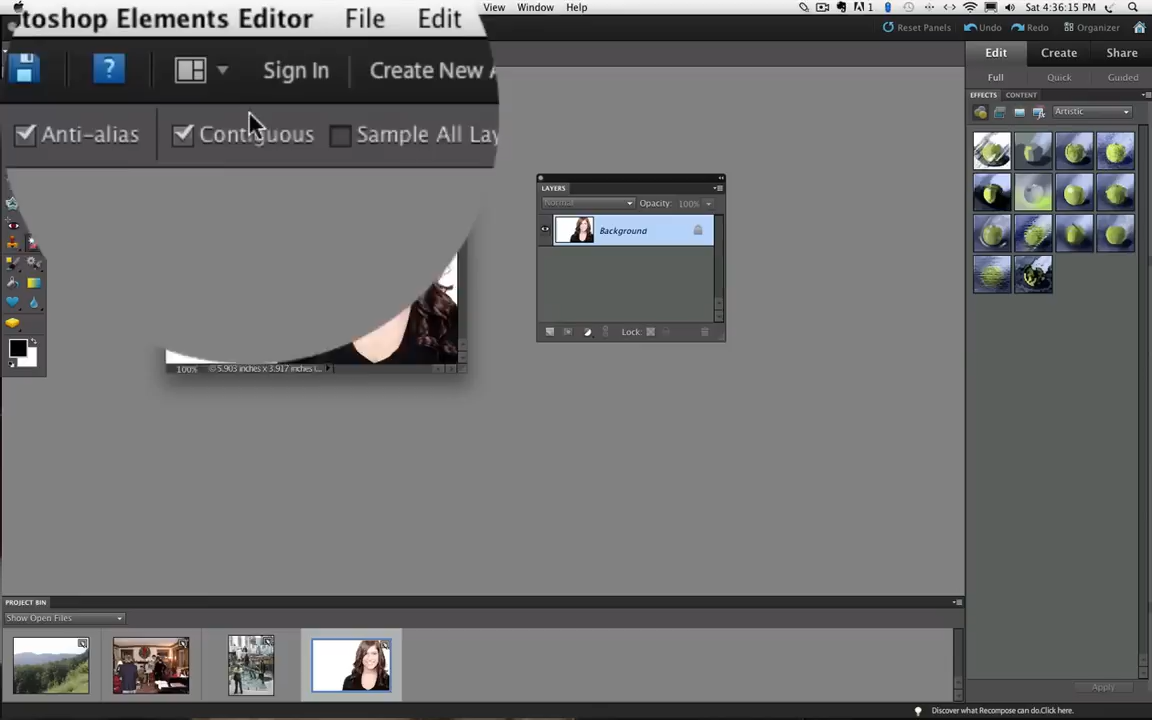 toshop Elements Editor File Edit View Window Help
1 Sat 4:36:15 PM
Sign In Create New A
Reset Panels Undo Redo Organizer
Anti-alias Contiguous Sample All Lay
Edit Create Share
Full Quick Guided
EFFECTS CONTENT
Artistic
LAYERS
Normal Opacity: 100%
Background
Lock:
100% 5.903 inches x 3.917 inches (...
PROJECT BIN
Show Open Files
Apply
Discover what Recompose can do.Click here.